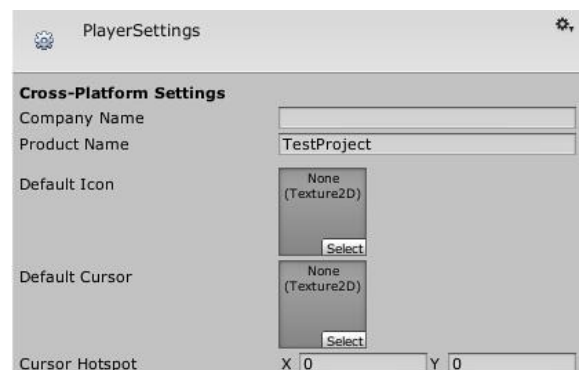 PlayerSettings
Cross-Platform Settings
Company Name
Product Name TestProject
Default Icon None
(Texture2D)
Select
Default Cursor None
(Texture2D)
Select
Cursor Hotspot X 0 Y 0